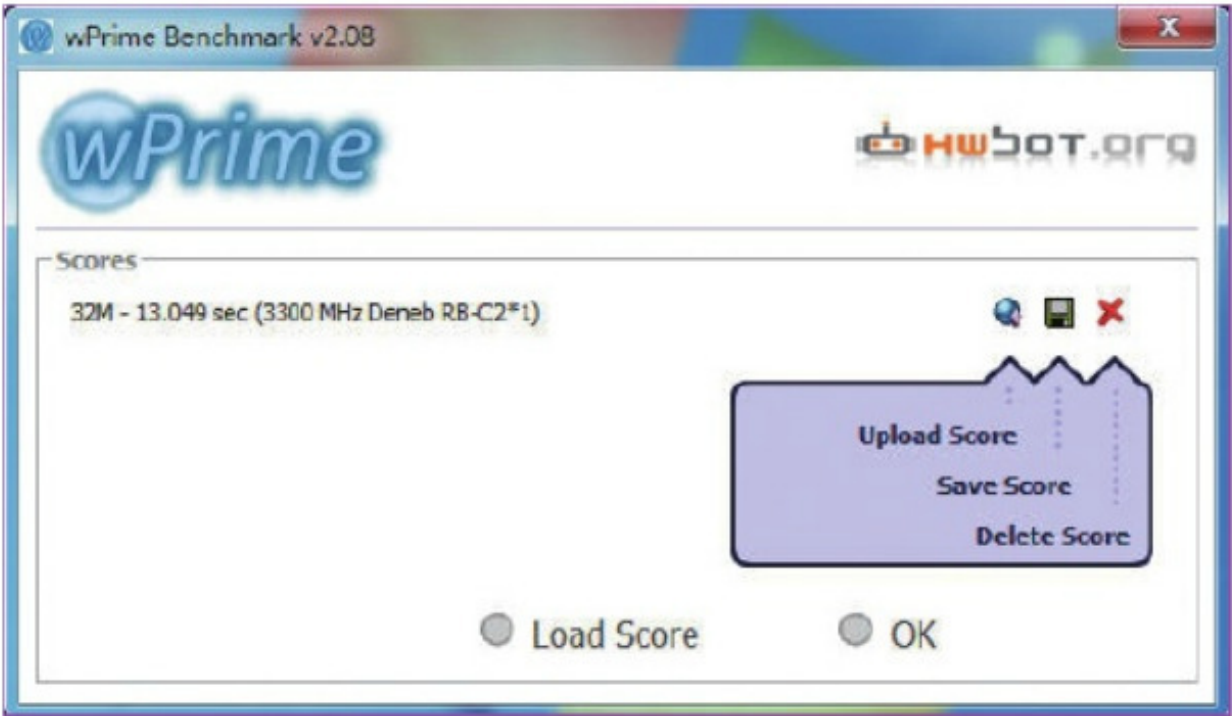 wPrime Benchmark v2.08
wPrime
hwbot.org
Scores
32M - 13.049 sec (3300 MHz Deneb RB-C2*1)
Upload Score
Save Score
Delete Score
Load Score
OK